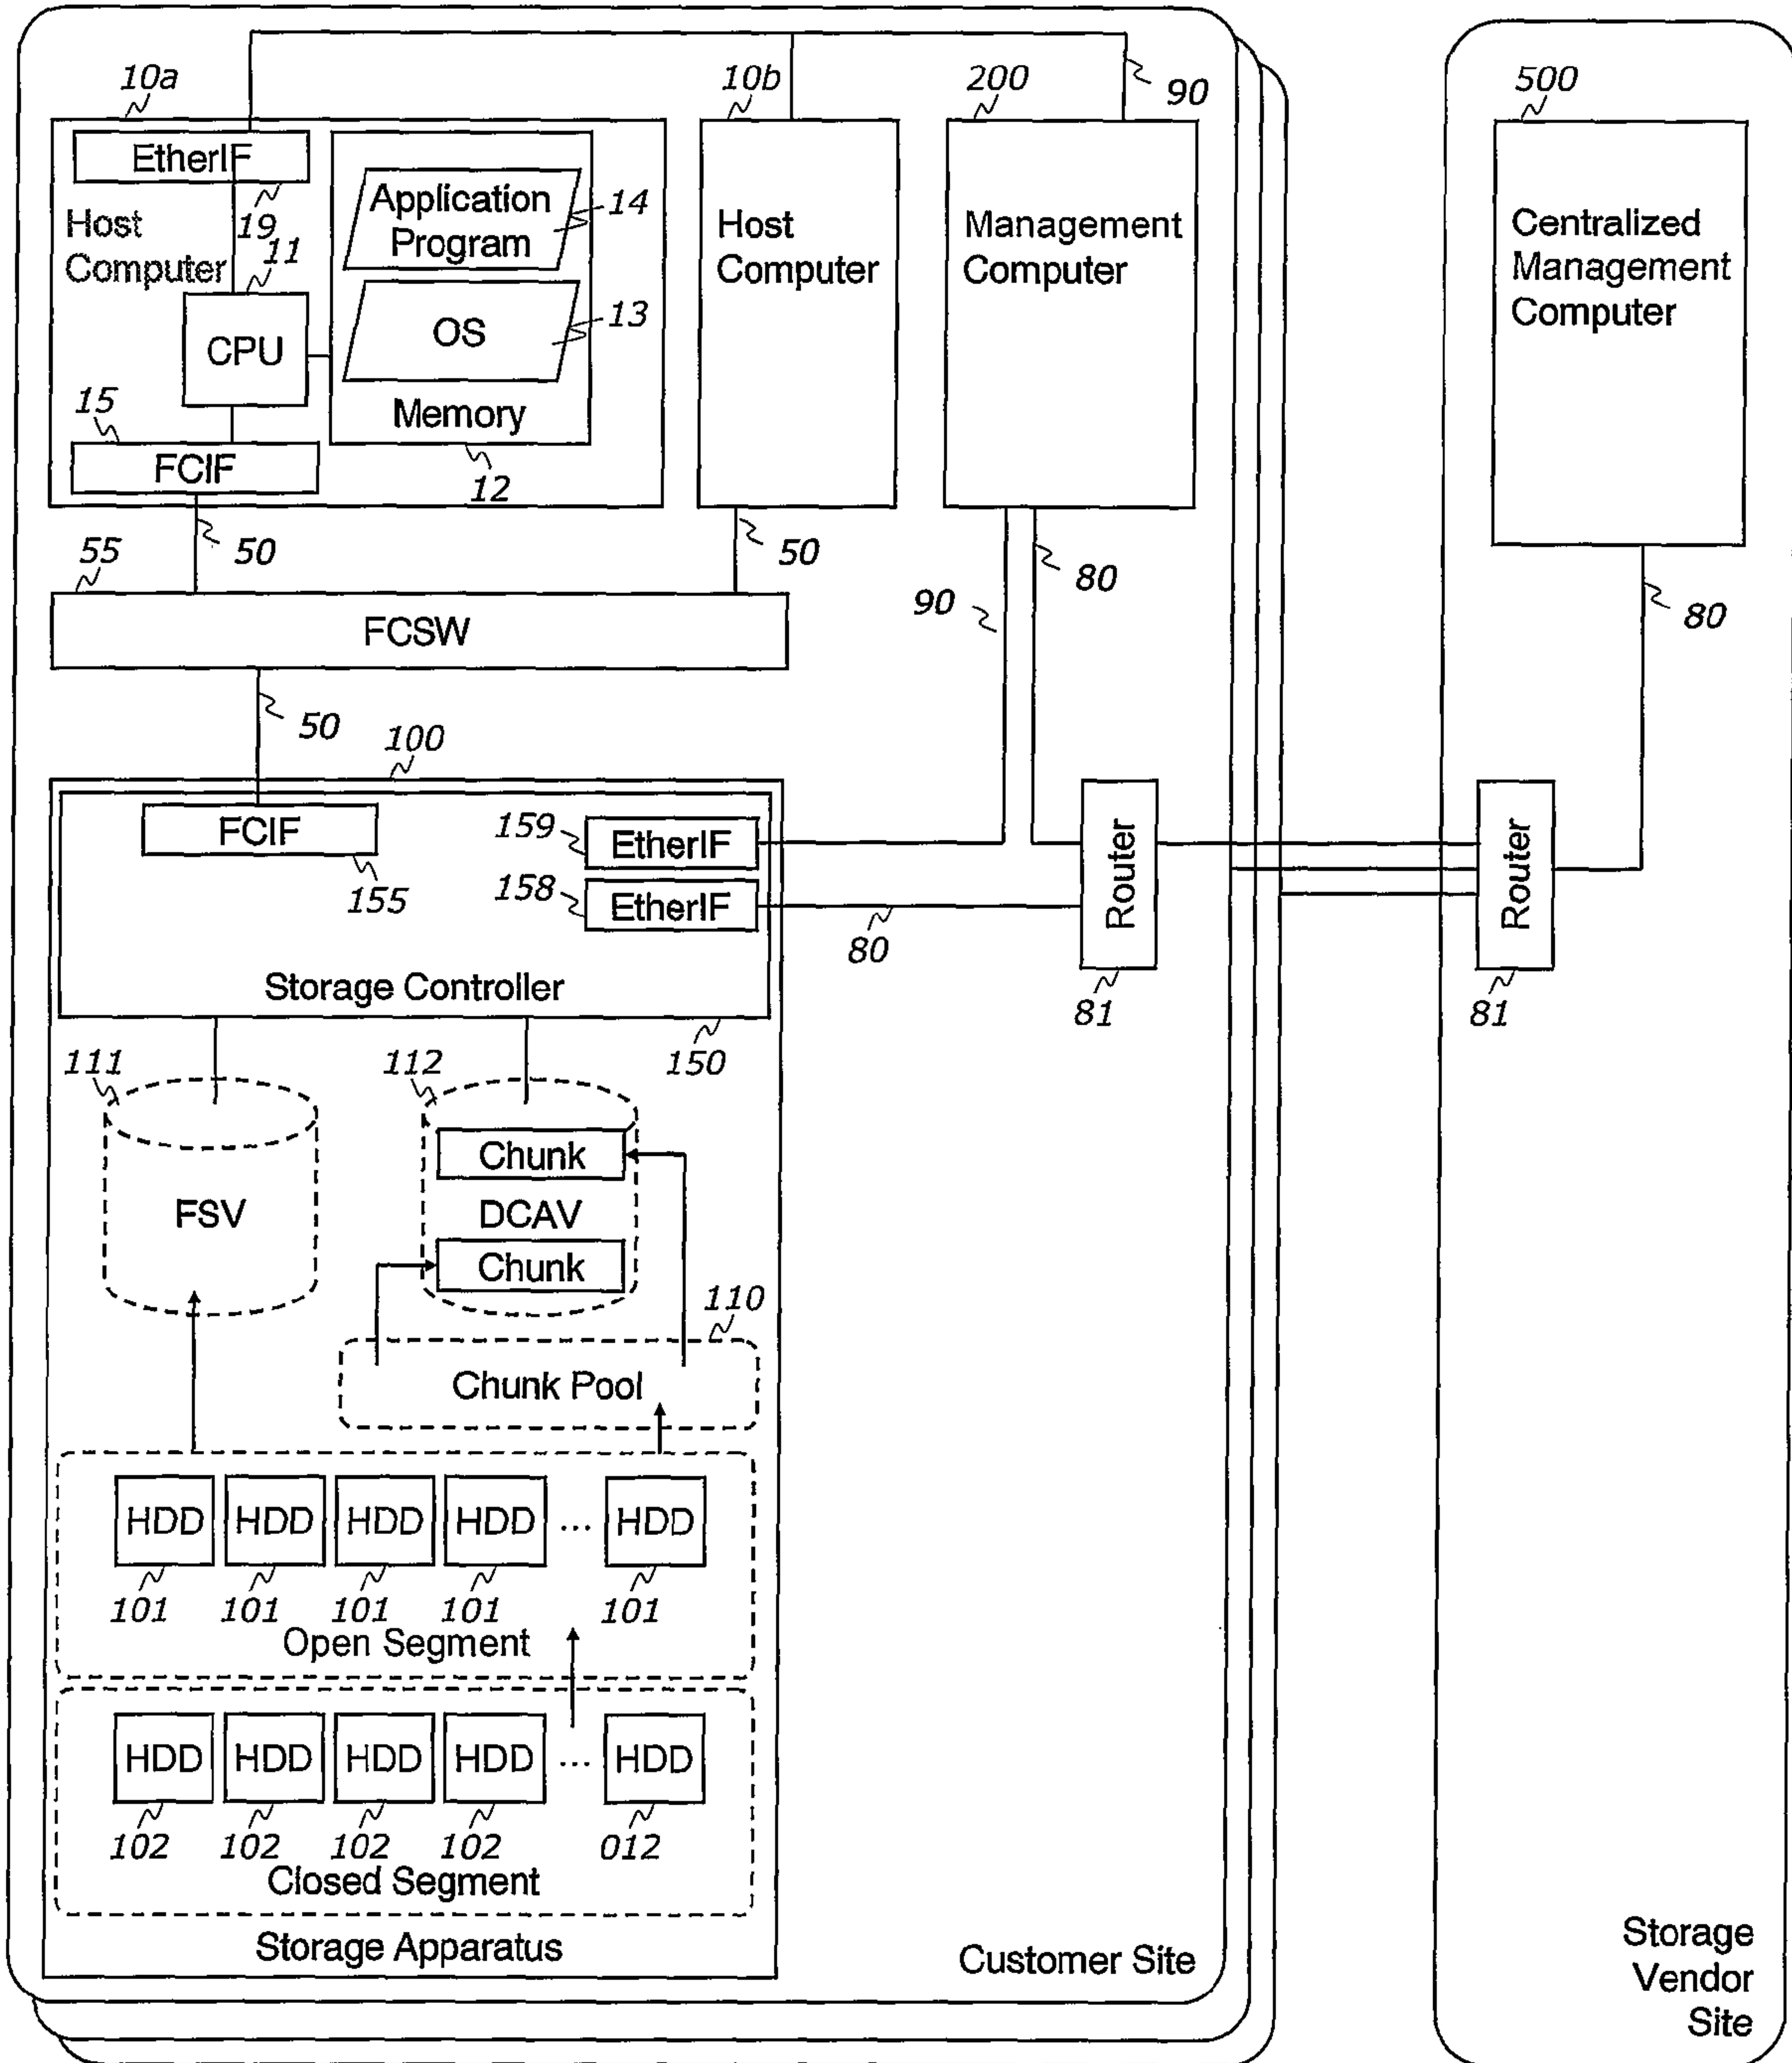 10a
10b
200
90
500
EtherIF
19
Host
Computer
11
CPU
15
FCIF
Application
Program
14
OS
13
Memory
12
Host
Computer
Management
Computer
Centralized
Management
Computer
50
50
80
90
80
55
FCSW
50
100
FCIF
155
159
EtherIF
158
EtherIF
80
Router
81
Router
81
Storage Controller
150
111
112
FSV
Chunk
DCAV
Chunk
110
Chunk Pool
HDD HDD HDD HDD ... HDD
101 101 101 101 101
Open Segment
HDD HDD HDD HDD ... HDD
102 102 102 102 012
Closed Segment
Storage Apparatus
Customer Site
Storage
Vendor
Site